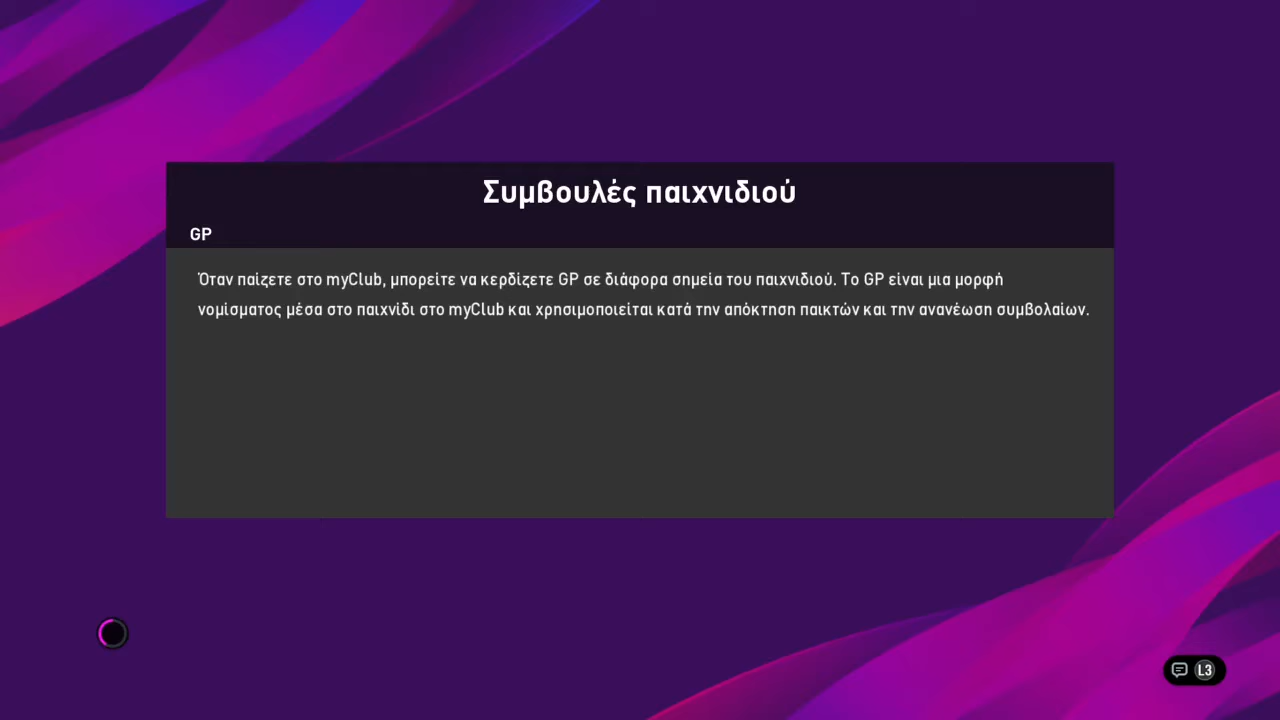 Συμβουλές παιχνιδιού
GP
Όταν παίζετε στο myClub, μπορείτε να κερδίζετε GP σε διάφορα σημεία του παιχνιδιού. Το GP είναι μια μορφή
νομίσματος μέσα στο παιχνίδι στο myClub και χρησιμοποιείται κατά την απόκτηση παικτών και την ανανέωση συμβολαίων.
L3